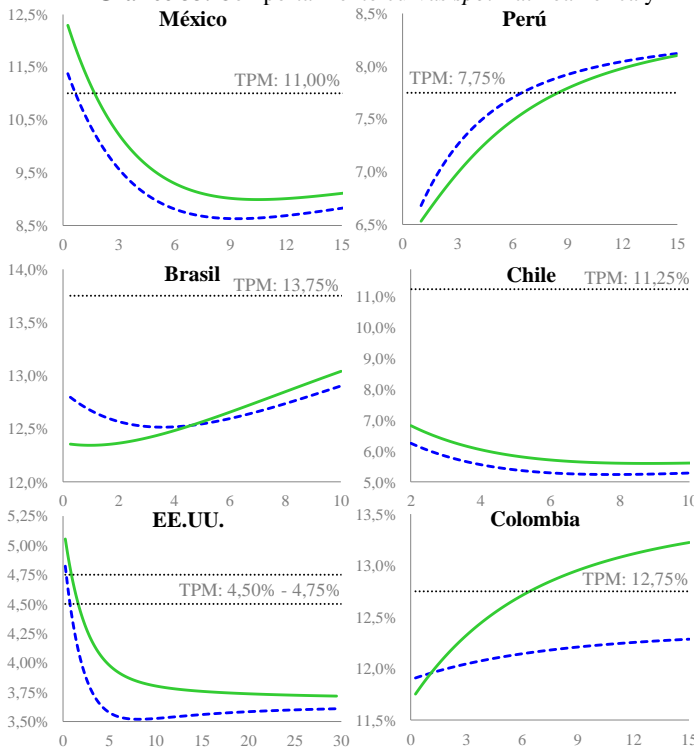 México
12,5%
11,5%
10,5%
9,5%
8,5%
TPM: 11,00%
0 3 6 9 12 15
Perú
8,5%
8,0%
7,5%
7,0%
6,5%
TPM: 7,75%
0 3 6 9 12 15
Brasil
14,0%
13,5%
13,0%
12,5%
12,0%
TPM: 13,75%
0 2 4 6 8 10
Chile
TPM: 11,25%
11,0%
10,0%
9,0%
8,0%
7,0%
6,0%
5,0%
2 4 6 8 10
EE.UU.
5,25%
5,00%
4,75%
4,50%
4,25%
4,00%
3,75%
3,50%
TPM: 4,50% - 4,75%
0 5 10 15 20 25 30
Colombia
13,5%
13,0%
12,5%
12,0%
11,5%
TPM: 12,75%
0 3 6 9 12 15